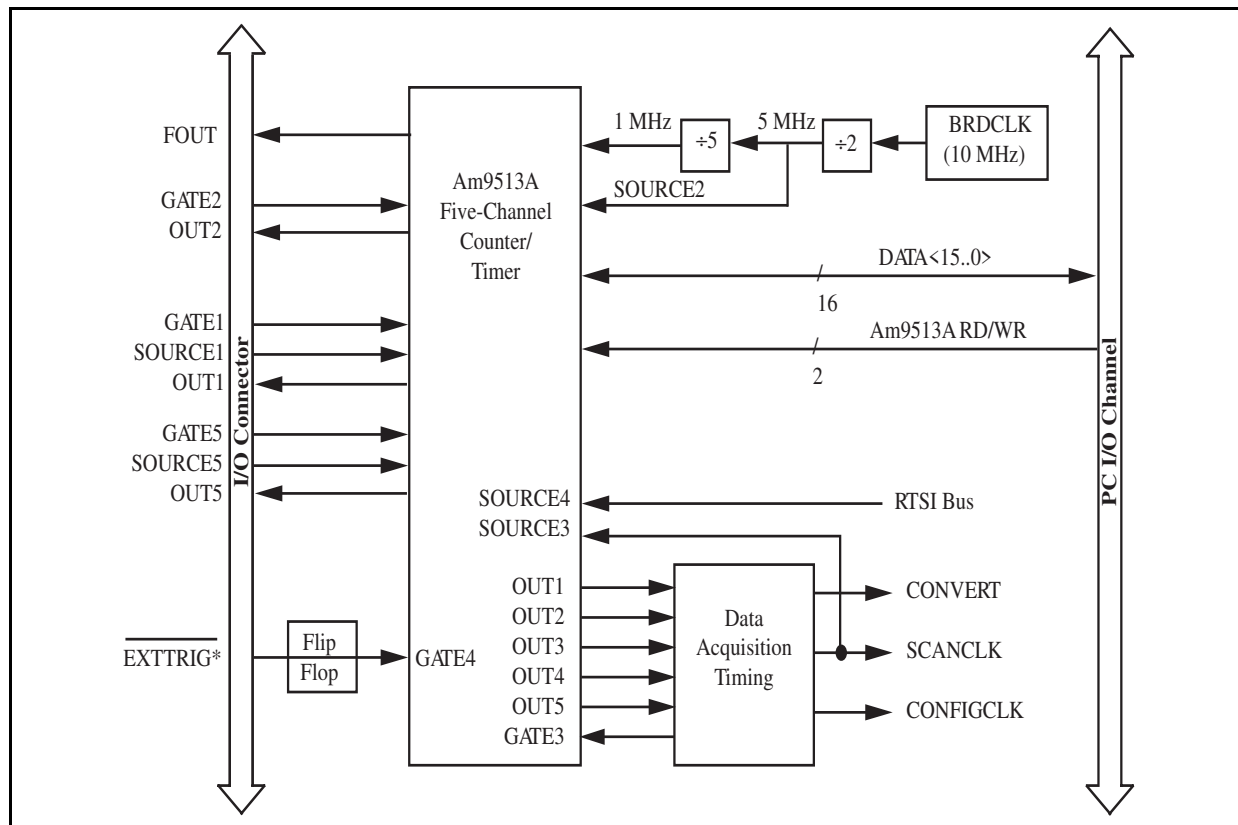 I/O Connector
PC I/O Channel
FOUT
GATE2
OUT2
GATE1
SOURCE1
OUT1
GATE5
SOURCE5
OUT5
EXTTRIG*
Flip
Flop
Am9513A
Five-Channel
Counter/
Timer
GATE4
1 MHz
÷5
5 MHz
÷2
BRDCLK
(10 MHz)
SOURCE2
DATA<15..0>
16
Am9513A RD/WR
2
SOURCE4
RTSI Bus
SOURCE3
OUT1
OUT2
OUT3
OUT4
OUT5
GATE3
Data
Acquisition
Timing
CONVERT
SCANCLK
CONFIGCLK